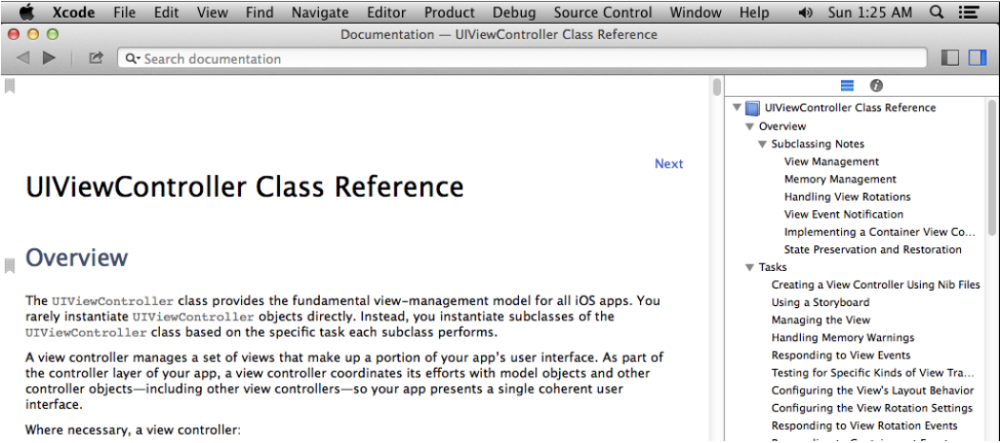 Xcode File Edit View Find Navigate Editor Product Debug Source Control Window Help Sun 1:25 AM
Documentation — UIViewController Class Reference
Search documentation
Next
UIViewController Class Reference
Overview
The UIViewController class provides the fundamental view-management model for all iOS apps. You
rarely instantiate UIViewController objects directly. Instead, you instantiate subclasses of the
UIViewController class based on the specific task each subclass performs.
A view controller manages a set of views that make up a portion of your app's user interface. As part of
the controller layer of your app, a view controller coordinates its efforts with model objects and other
controller objects—including other view controllers—so your app presents a single coherent user
interface.
Where necessary, a view controller:
UIViewController Class Reference
Overview
Subclassing Notes
View Management
Memory Management
Handling View Rotations
View Event Notification
Implementing a Container View Co...
State Preservation and Restoration
Tasks
Creating a View Controller Using Nib Files
Using a Storyboard
Managing the View
Handling Memory Warnings
Responding to View Events
Testing for Specific Kinds of View Tra...
Configuring the View's Layout Behavior
Configuring the View Rotation Settings
Responding to View Rotation Events